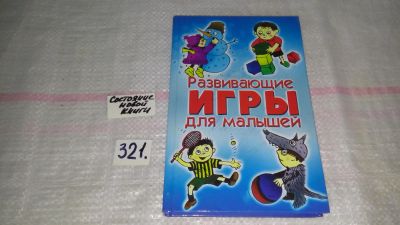 Состояние
новой
книги
321.
Развивающие
ИГРЫ
для малышей